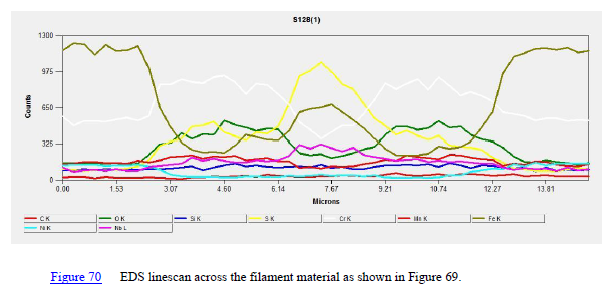 S128(1)
1300
975
650
325
0
Counts
0.00 1.53 3.07 4.60 6.14 7.67 9.21 10.74 12.27 13.81
Microns
C K O K Si K S K Cr K Mn K Fe K
Ni K Nb L
Figure 70 EDS linescan across the filament material as shown in Figure 69.